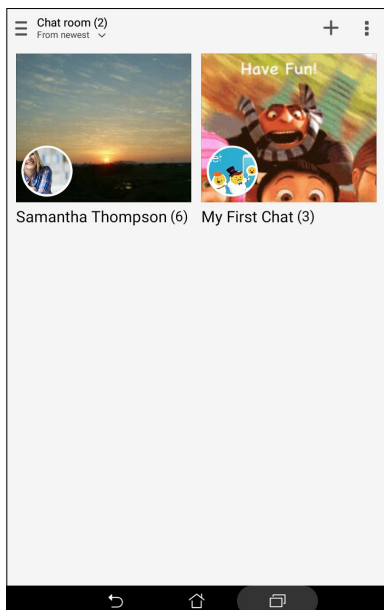 Chat room (2)
From newest
Have Fun!
Samantha Thompson (6)
My First Chat (3)